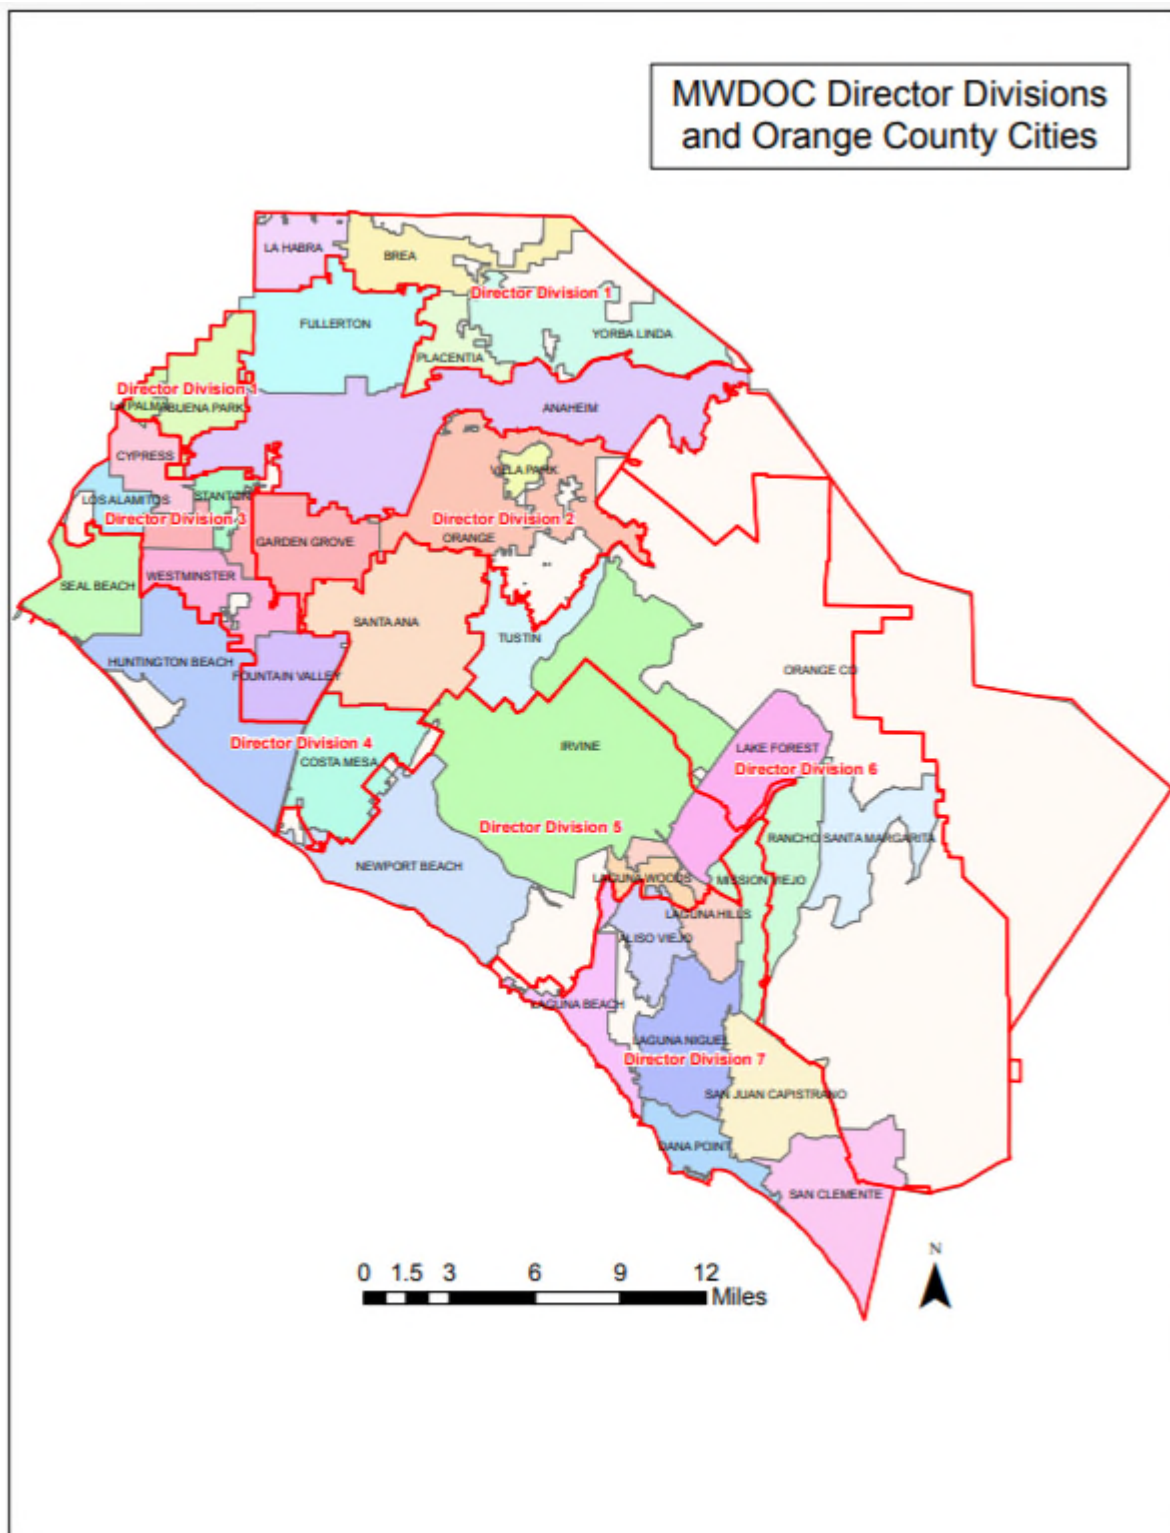 MWDOC Director Divisions
and Orange County Cities
LA HABRA
BREA
Director Division 1
FULLERTON
YORBA LINDA
PLACENTIA
Director Division 1
LA PALMA
BUENA PARK
ANAHEIM
CYPRESS
VILLA PARK
LOS ALAMITOS
STANTON
Director Division 3
Director Division 2
GARDEN GROVE
ORANGE
WESTMINSTER
SEAL BEACH
SANTA ANA
TUSTIN
HUNTINGTON BEACH
FOUNTAIN VALLEY
ORANGE CO
Director Division 4
COSTA MESA
IRVINE
LAKE FOREST
Director Division 6
Director Division 5
RANCHO SANTA MARGARITA
NEWPORT BEACH
LAGUNA WOODS
MISSION VIEJO
LAGUNA HILLS
ALISO VIEJO
LAGUNA BEACH
LAGUNA NIGUEL
Director Division 7
SAN JUAN CAPISTRANO
DANA POINT
SAN CLEMENTE
N
0 1.5 3 6 9 12
Miles